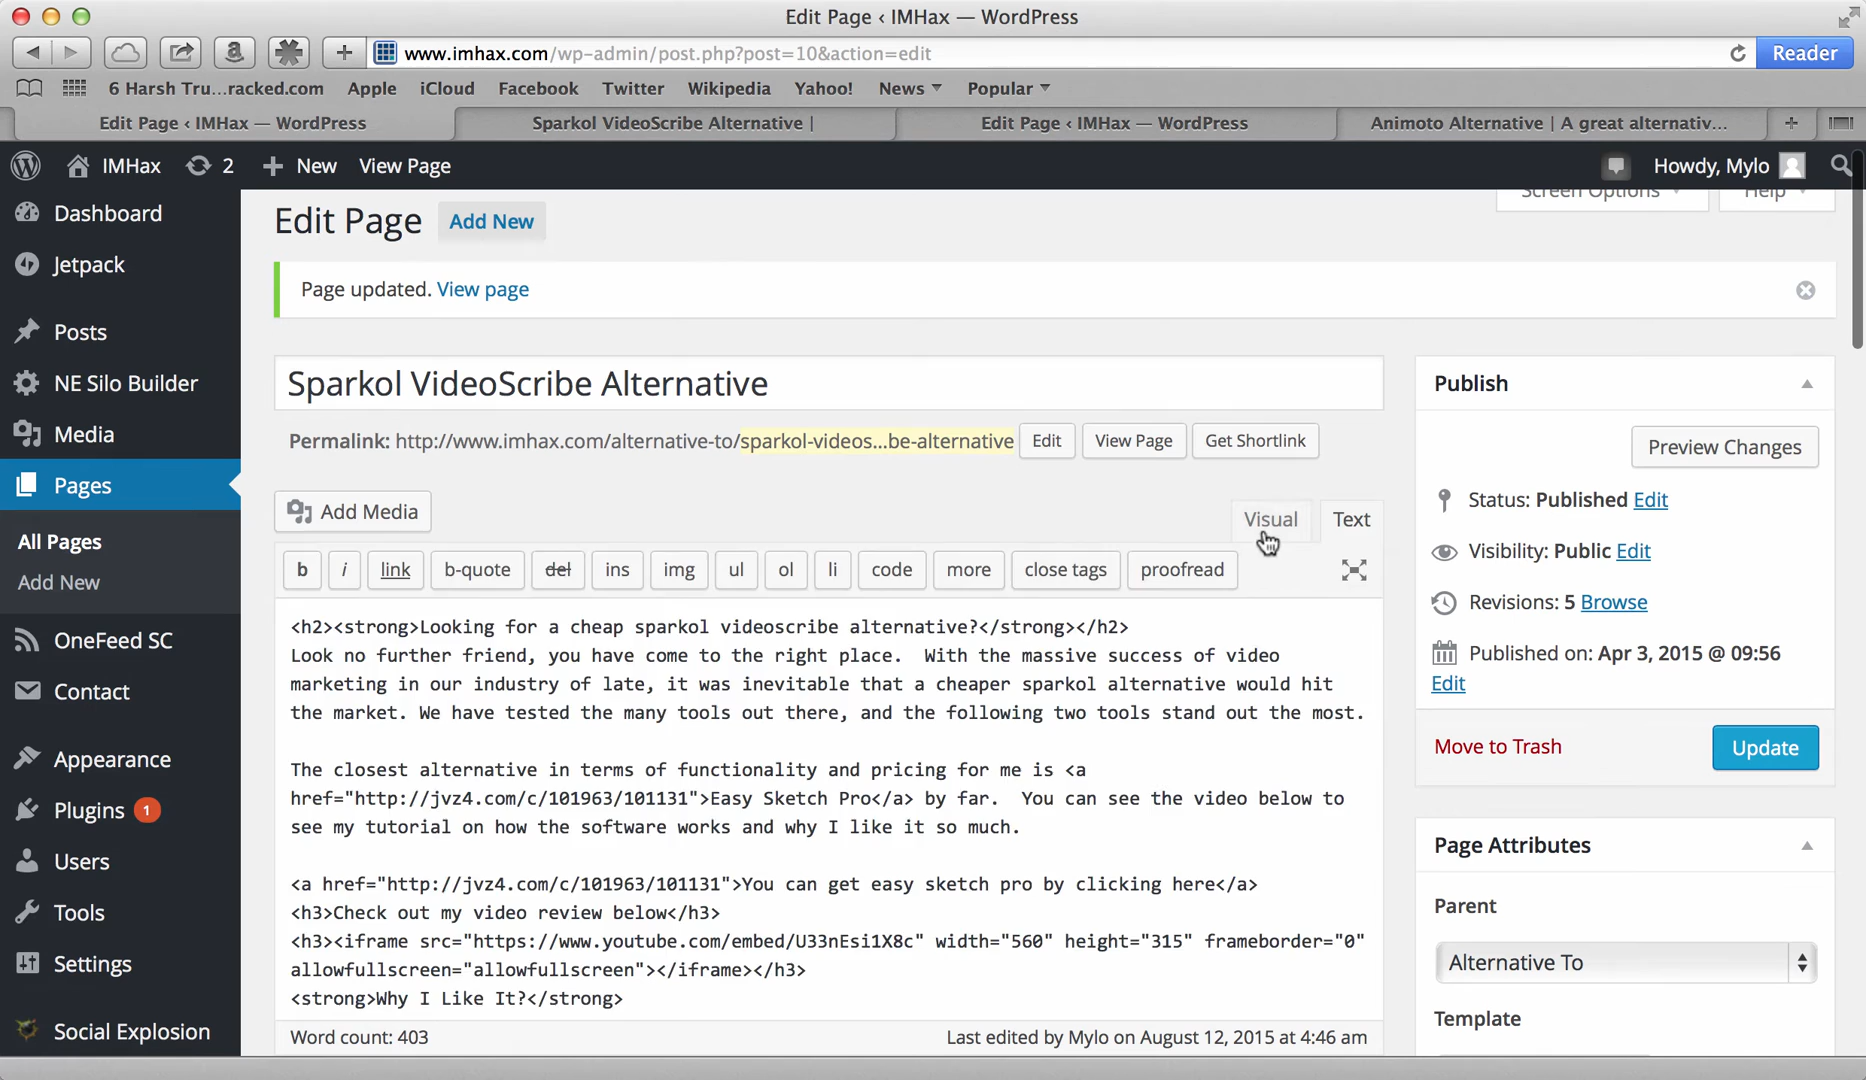 Edit Page ‹ IMHax — WordPress
www.imhax.com/wp-admin/post.php?post=10&action=edit
Reader
6 Harsh Tru...racked.com Apple iCloud Facebook Twitter Wikipedia Yahoo! News Popular
Edit Page ‹ IMHax — WordPress
Sparkol VideoScribe Alternative |
Edit Page ‹ IMHax — WordPress
Animoto Alternative | A great alternativ...
IMHax 2 New View Page
Howdy, Mylo
Dashboard
Jetpack
Posts
NE Silo Builder
Media
Pages
All Pages
Add New
OneFeed SC
Contact
Appearance
Plugins 1
Users
Tools
Settings
Social Explosion
Screen Options
Help
Edit Page Add New
Page updated. View page
Sparkol VideoScribe Alternative
Permalink: http://www.imhax.com/alternative-to/sparkol-videos...be-alternative Edit View Page Get Shortlink
Add Media
Visual Text
b i link b-quote del ins img ul ol li code more close tags proofread
<h2><strong>Looking for a cheap sparkol videoscribe alternative?</strong></h2>
Look no further friend, you have come to the right place.  With the massive success of video
marketing in our industry of late, it was inevitable that a cheaper sparkol alternative would hit
the market. We have tested the many tools out there, and the following two tools stand out the most.
The closest alternative in terms of functionality and pricing for me is <a
href="http://jvz4.com/c/101963/101131">Easy Sketch Pro</a> by far.  You can see the video below to
see my tutorial on how the software works and why I like it so much.
<a href="http://jvz4.com/c/101963/101131">You can get easy sketch pro by clicking here</a>
<h3>Check out my video review below</h3>
<h3><iframe src="https://www.youtube.com/embed/U33nEsi1X8c" width="560" height="315" frameborder="0"
allowfullscreen="allowfullscreen"></iframe></h3>
<strong>Why I Like It?</strong>
Word count: 403
Last edited by Mylo on August 12, 2015 at 4:46 am
Publish
Preview Changes
Status: Published Edit
Visibility: Public Edit
Revisions: 5 Browse
Published on: Apr 3, 2015 @ 09:56
Edit
Move to Trash
Update
Page Attributes
Parent
Alternative To
Template